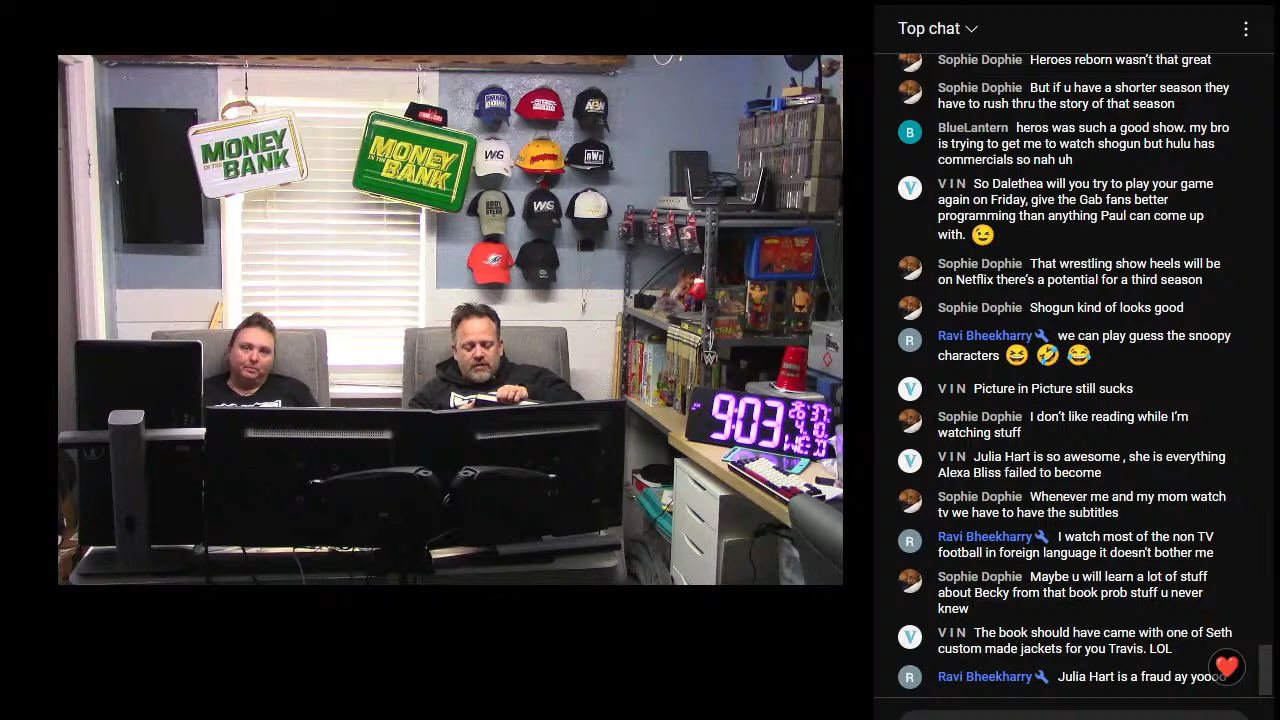 MONEY
IN THE
BANK
MONEY
IN THE
BANK
WG
nWo
BODY
W/G
9:03
WED
Top chat
Sophie Dophie Heroes reborn wasn't that great
Sophie Dophie But if u have a shorter season they
have to rush thru the story of that season
B
BlueLantern heros was such a good show. my bro
is trying to get me to watch shogun but hulu has
commercials so nah uh
V
V I N So Dalethea will you try to play your game
again on Friday, give the Gab fans better
programming than anything Paul can come up
with. 😉
Sophie Dophie That wrestling show heels will be
on Netflix there's a potential for a third season
Sophie Dophie Shogun kind of looks good
R
Ravi Bheekharry we can play guess the snoopy
characters 😆 🤣 😂
V
V I N Picture in Picture still sucks
Sophie Dophie I don't like reading while I'm
watching stuff
V
V I N Julia Hart is so awesome , she is everything
Alexa Bliss failed to become
Sophie Dophie Whenever me and my mom watch
tv we have to have the subtitles
R
Ravi Bheekharry I watch most of the non TV
football in foreign language it doesn't bother me
Sophie Dophie Maybe u will learn a lot of stuff
about Becky from that book prob stuff u never
knew
V
V I N The book should have came with one of Seth
custom made jackets for you Travis. LOL
R
Ravi Bheekharry Julia Hart is a fraud ay yoooo